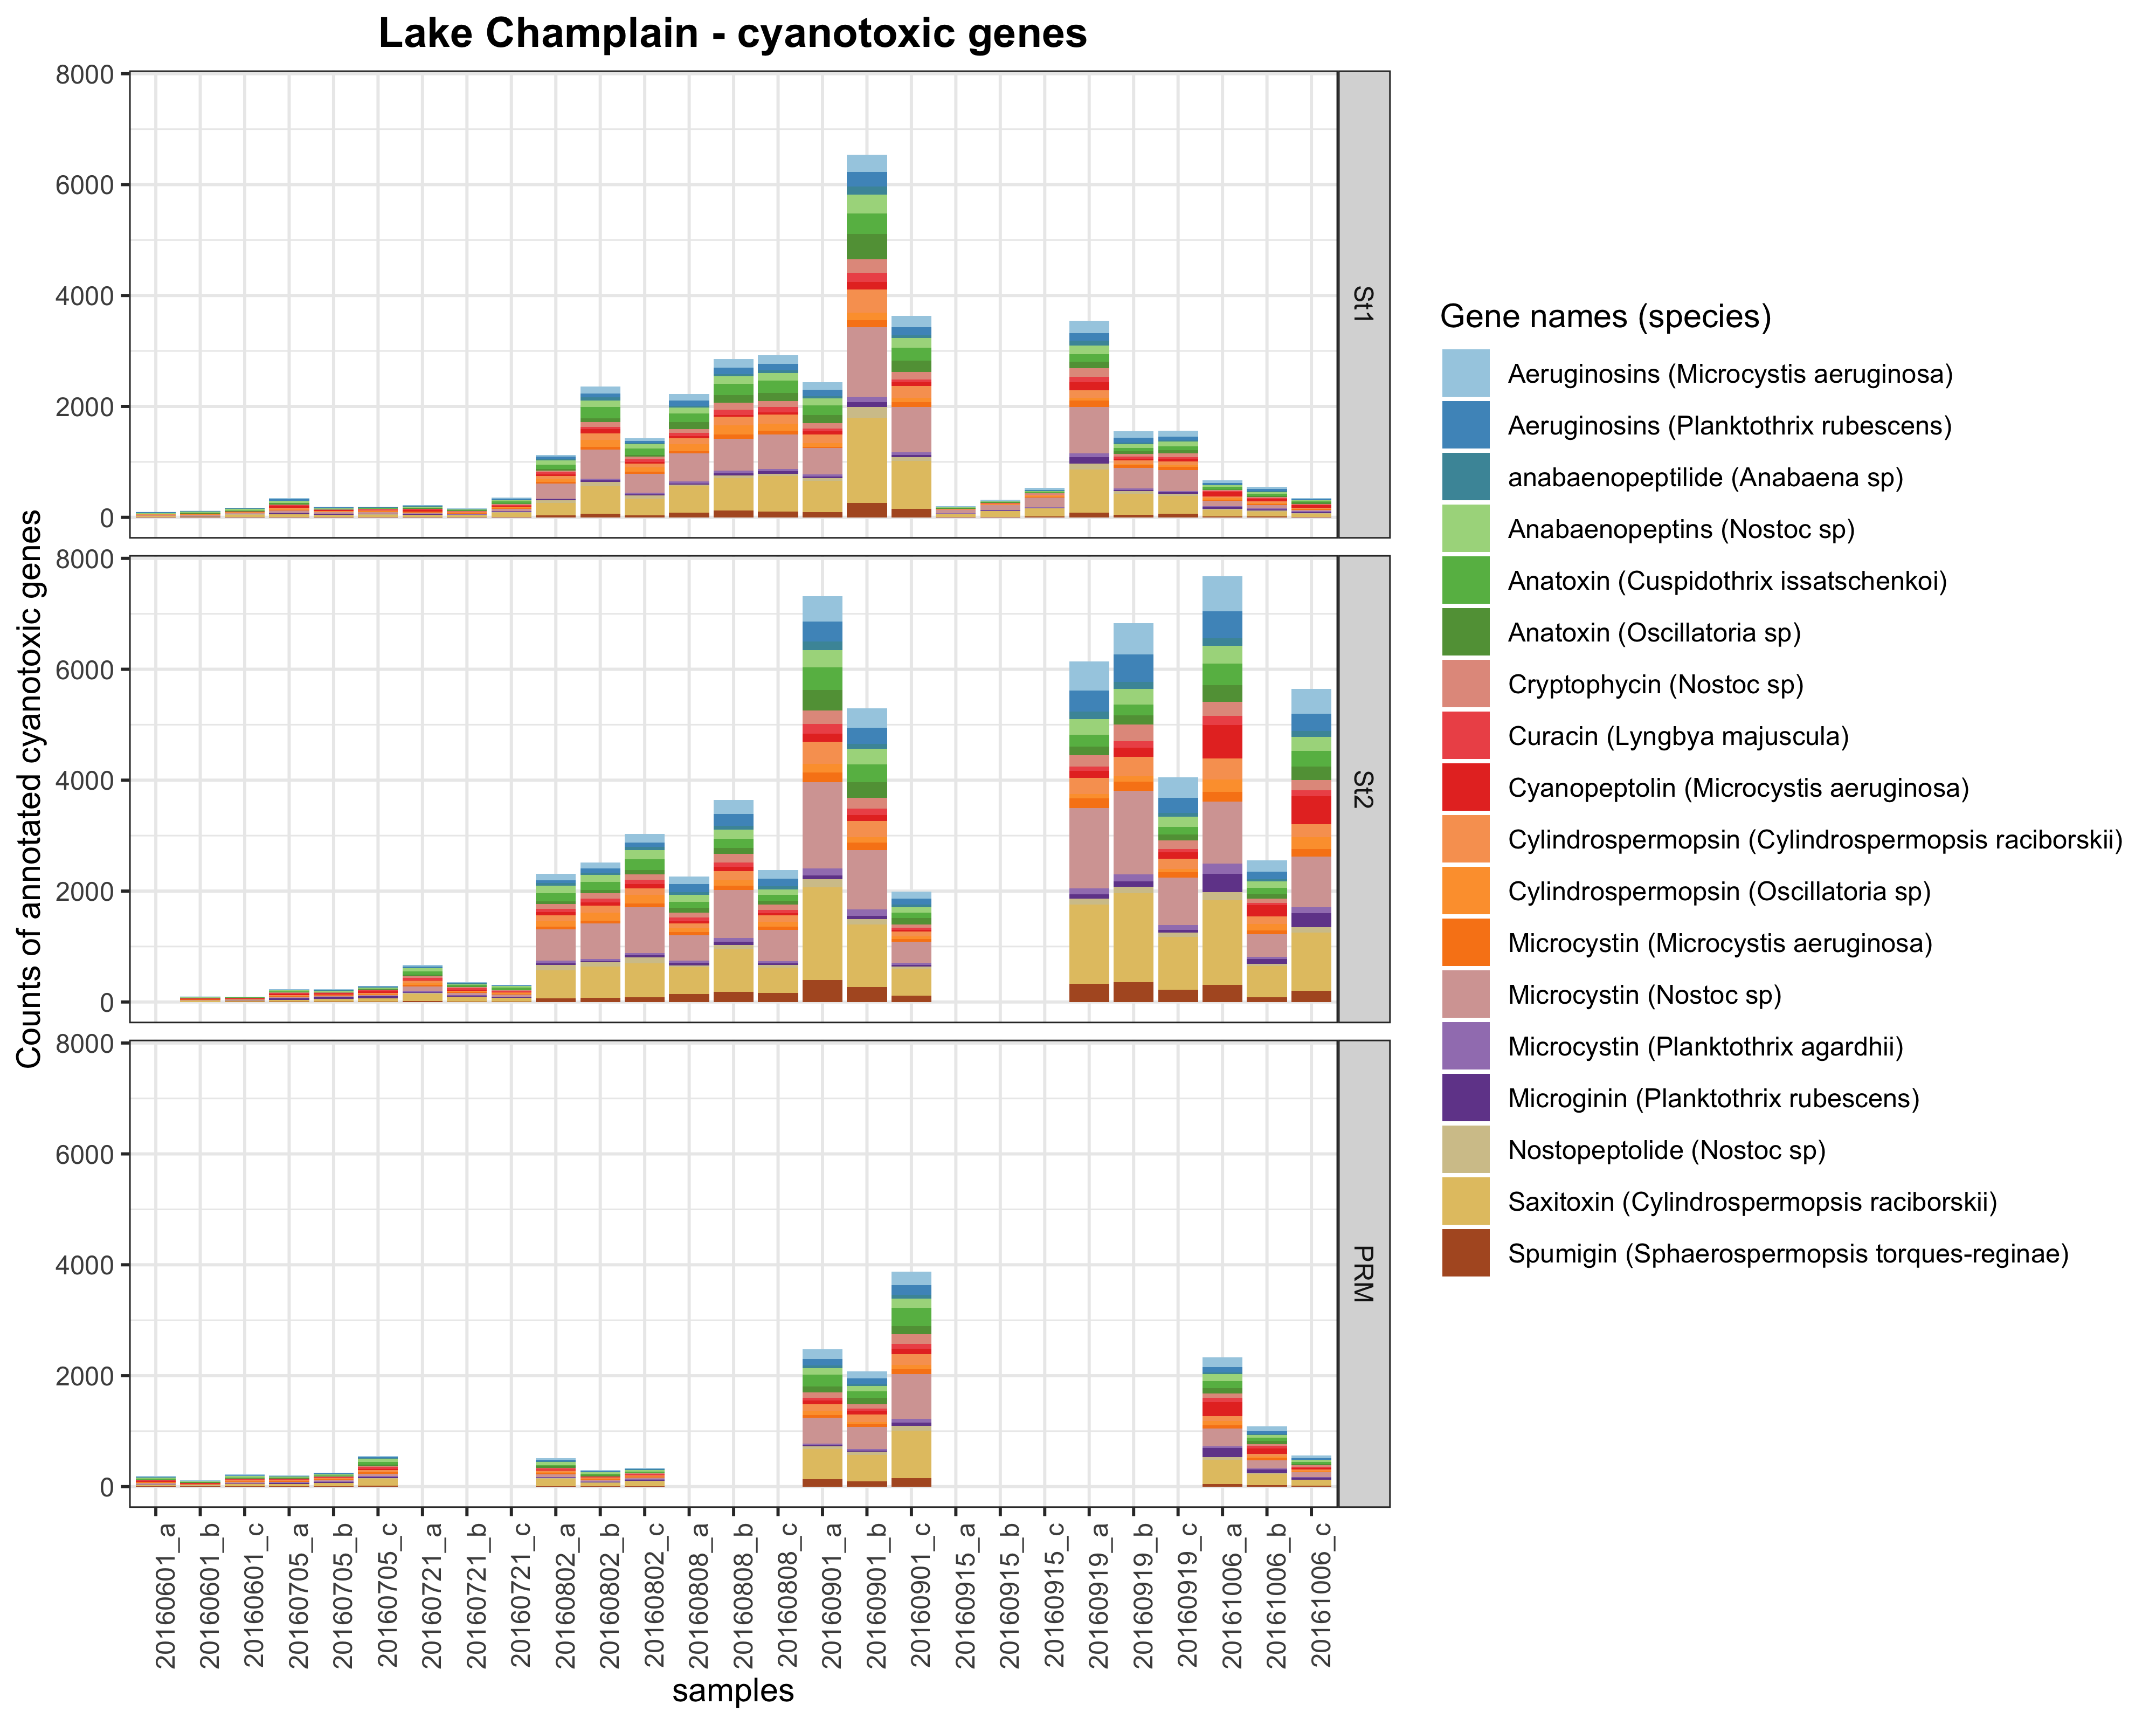 Lake Champlain - cyanotoxic genes
Counts of annotated cyanotoxic genes
8000
6000
4000
2000
0
St1
8000
6000
4000
2000
0
St2
8000
6000
4000
2000
0
PRM
20160601_a
20160601_b
20160601_c
20160705_a
20160705_b
20160705_c
20160721_a
20160721_b
20160721_c
20160802_a
20160802_b
20160802_c
20160808_a
20160808_b
20160808_c
20160901_a
20160901_b
20160901_c
20160915_a
20160915_b
20160915_c
20160919_a
20160919_b
20160919_c
20161006_a
20161006_b
20161006_c
samples
Gene names (species)
Aeruginosins (Microcystis aeruginosa)
Aeruginosins (Planktothrix rubescens)
anabaenopeptilide (Anabaena sp)
Anabaenopeptins (Nostoc sp)
Anatoxin (Cuspidothrix issatschenkoi)
Anatoxin (Oscillatoria sp)
Cryptophycin (Nostoc sp)
Curacin (Lyngbya majuscula)
Cyanopeptolin (Microcystis aeruginosa)
Cylindrospermopsin (Cylindrospermopsis raciborskii)
Cylindrospermopsin (Oscillatoria sp)
Microcystin (Microcystis aeruginosa)
Microcystin (Nostoc sp)
Microcystin (Planktothrix agardhii)
Microginin (Planktothrix rubescens)
Nostopeptolide (Nostoc sp)
Saxitoxin (Cylindrospermopsis raciborskii)
Spumigin (Sphaerospermopsis torques-reginae)